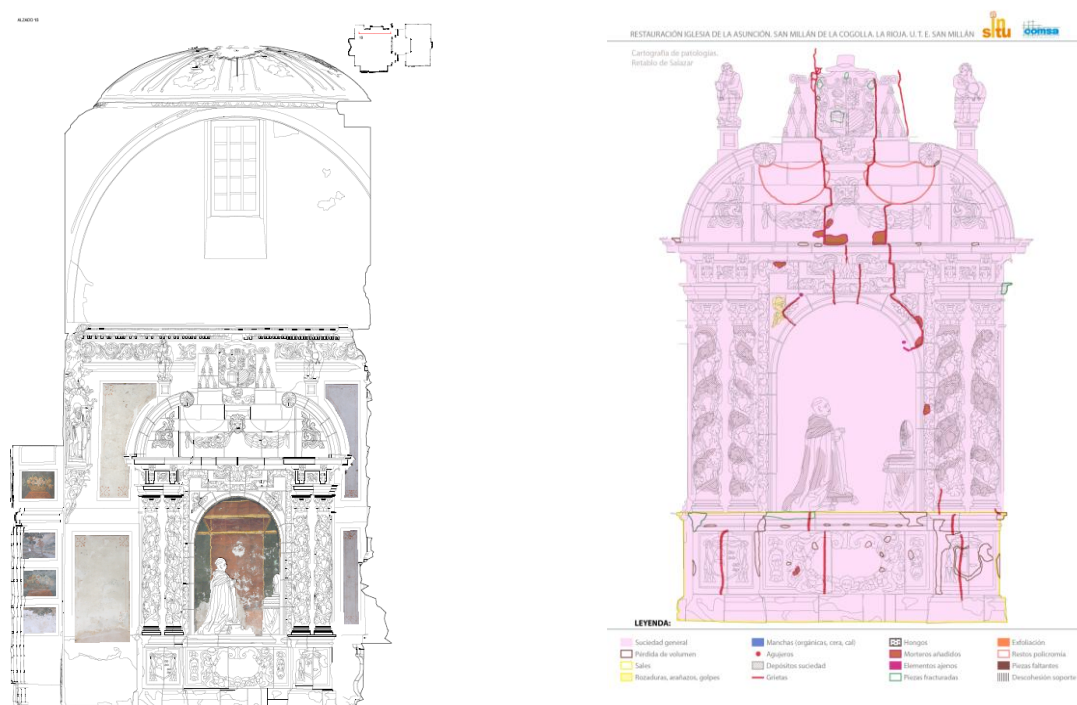 ALZADO 16
RESTAURACIÓN IGLESIA DE LA ASUNCIÓN. SAN MILLÁN DE LA COGOLLA. LA RIOJA. U. T. E. SAN MILLÁN
in situ
comsa
Cartografía de patologías.
Retablo de Salazar
LEYENDA:
Suciedad general
Pérdida de volumen
Sales
Rozaduras, arañazos, golpes
Manchas (orgánicas, cera, cal)
Agujeros
Depósitos suciedad
Grietas
Hongos
Morteros añadidos
Elementos ajenos
Piezas fracturadas
Exfoliación
Restos policromía
Piezas faltantes
Descohesión soporte